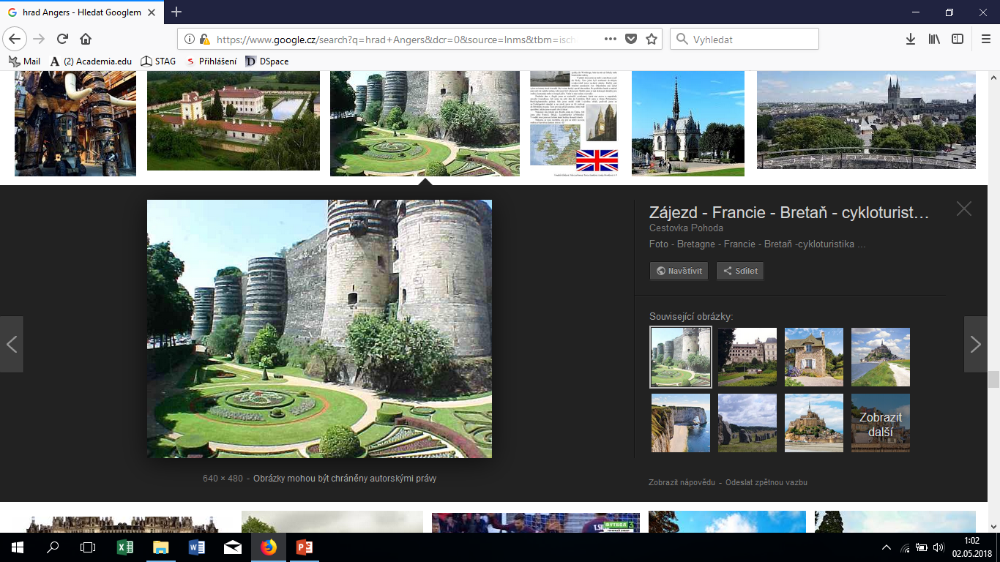 hrad Angers - Hledat Googlem
https://www.google.cz/search?q=hrad+Angers&dcr=0&source=lnms&tbm=isch
Vyhledat
Mail
(2) Academia.edu
STAG
Přihlášení
DSpace
Zájezd - Francie - Bretaň - cykloturist…
Cestovka Pohoda
Foto - Bretagne - Francie - Bretaň -cykloturistika ...
Navštívit
Sdílet
Související obrázky:
Zobrazit
další
640 × 480 - Obrázky mohou být chráněny autorskými právy
Zobrazit nápovědu - Odeslat zpětnou vazbu
1:02
02.05.2018